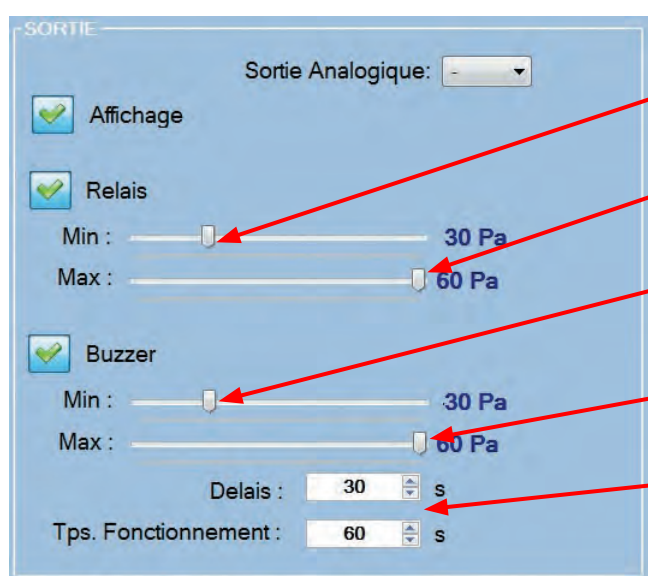 SORTIE
Sortie Analogique: -
Affichage
Relais
Min : 30 Pa
Max : 60 Pa
Buzzer
Min : 30 Pa
Max : 60 Pa
Delais : 30 s
Tps. Fonctionnement : 60 s